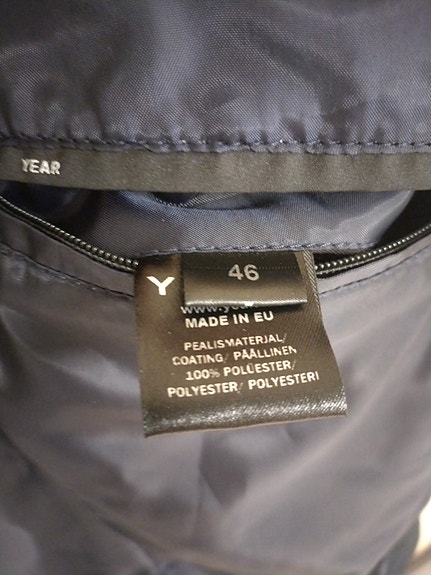 YEAR
46
Y
MADE IN EU
PEALISMATERJAL/
COATING/ PÄÄLLINEN
100% POLÜESTER/
POLYESTER/ POLYESTERI